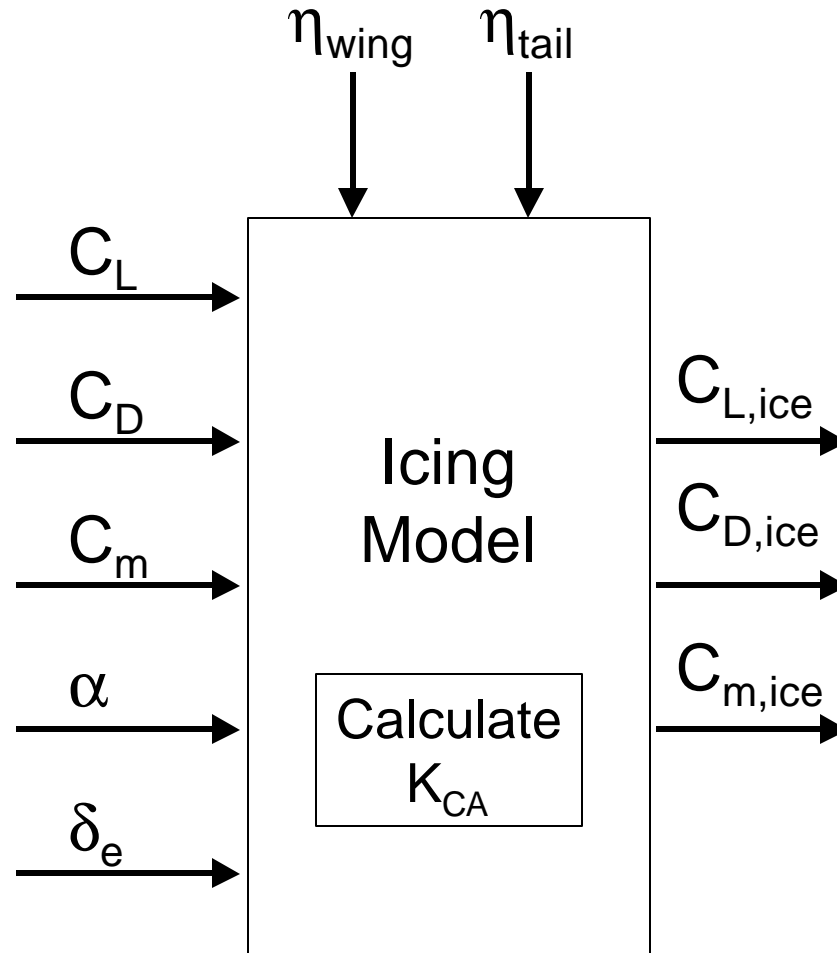 η_wing η_tail
C_L
C_D
C_m
α
δ_e
Icing
Model
Calculate
K_CA
C_L,ice
C_D,ice
C_m,ice